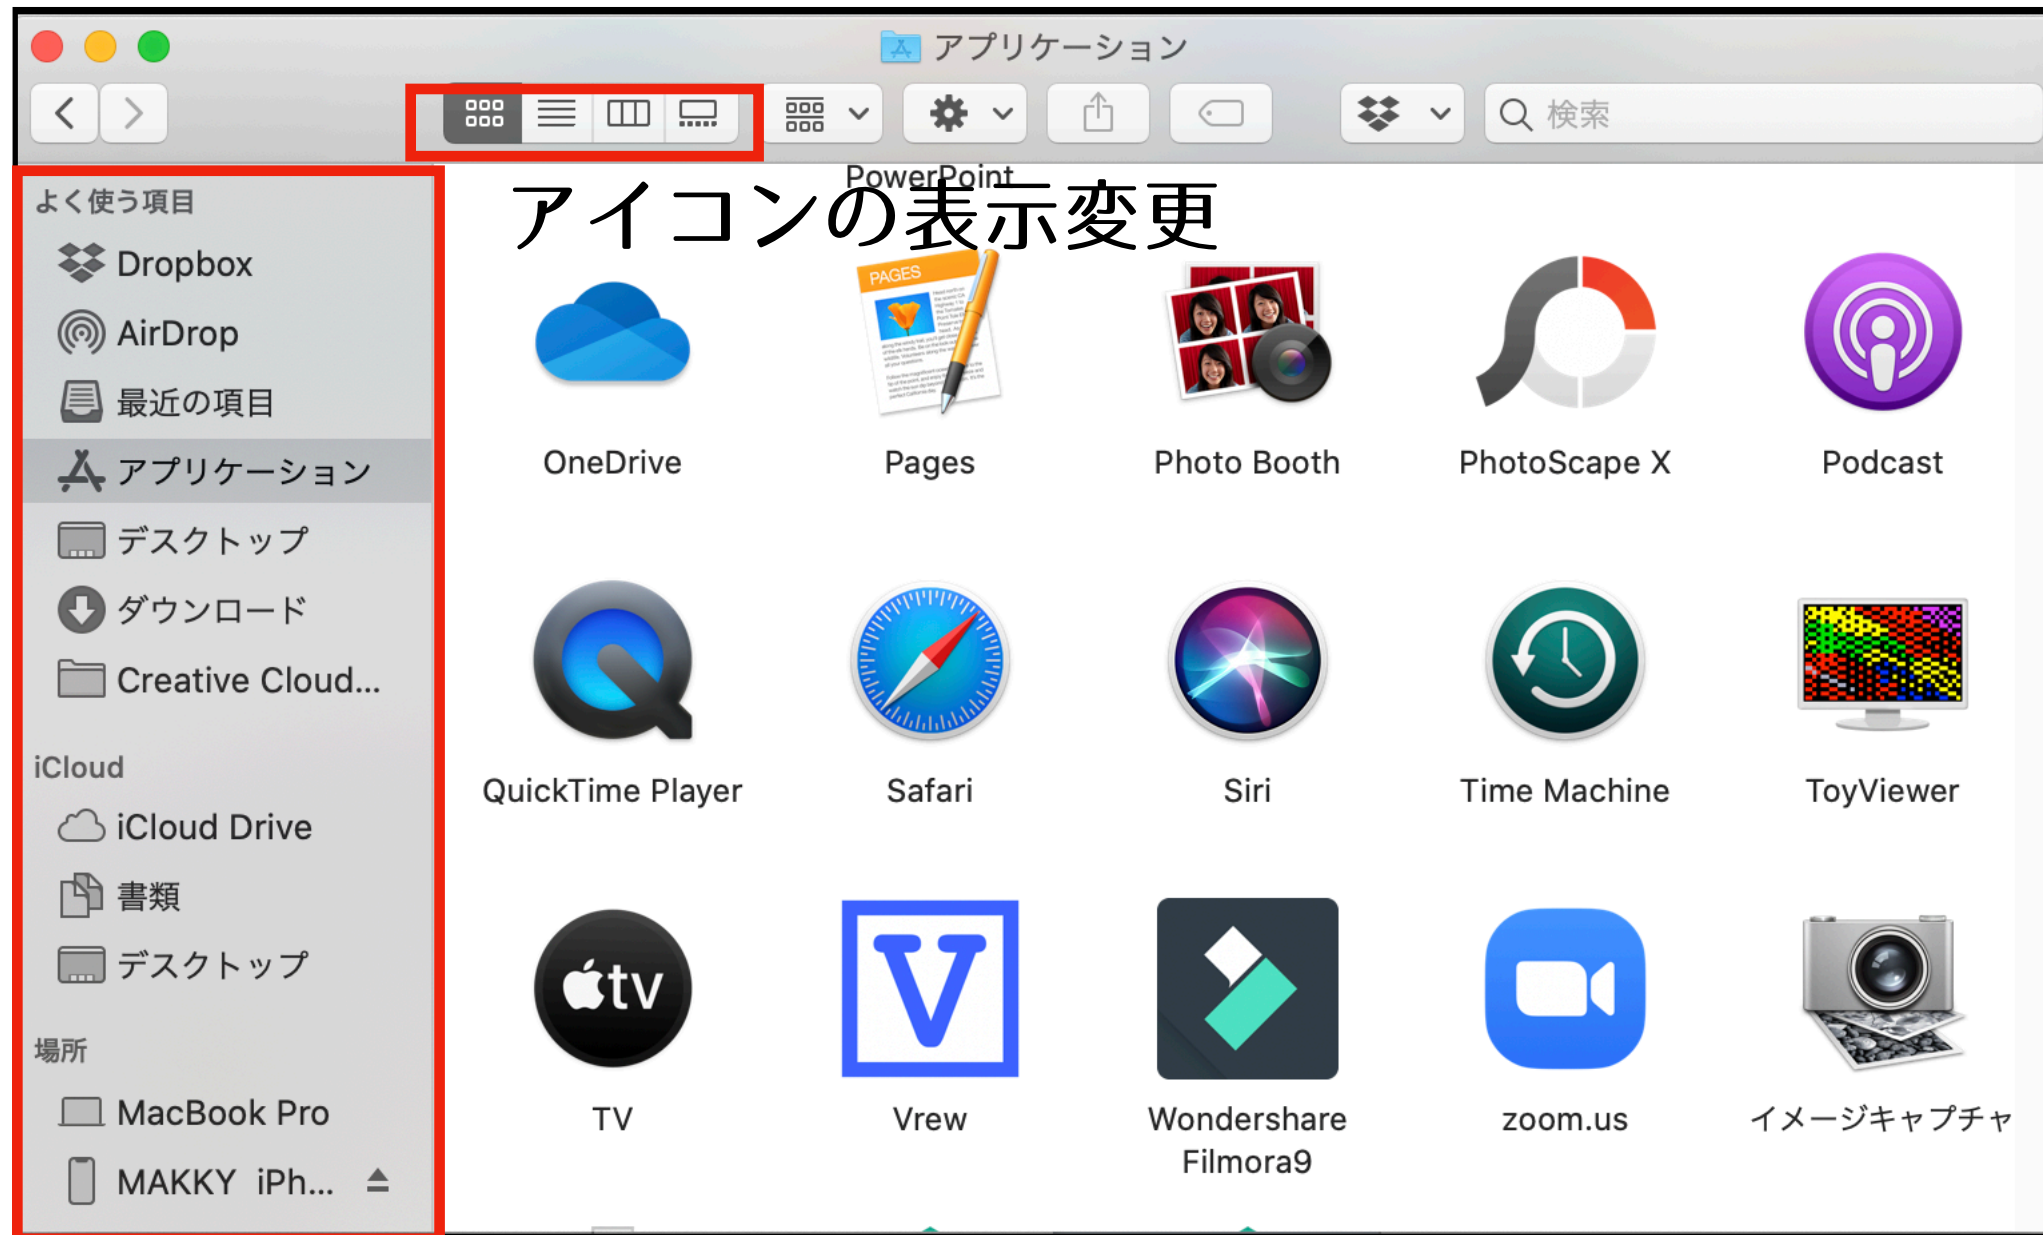 アプリケーション
検索
よく使う項目
Dropbox
AirDrop
最近の項目
アプリケーション
デスクトップ
ダウンロード
Creative Cloud...
iCloud
iCloud Drive
書類
デスクトップ
場所
MacBook Pro
MAKKY iPh...
PowerPoint
アイコンの表示変更
PAGES
OneDrive
Pages
Photo Booth
PhotoScape X
Podcast
QuickTime Player
Safari
Siri
Time Machine
ToyViewer
tv
V
TV
Vrew
Wondershare
Filmora9
zoom.us
イメージキャプチャ